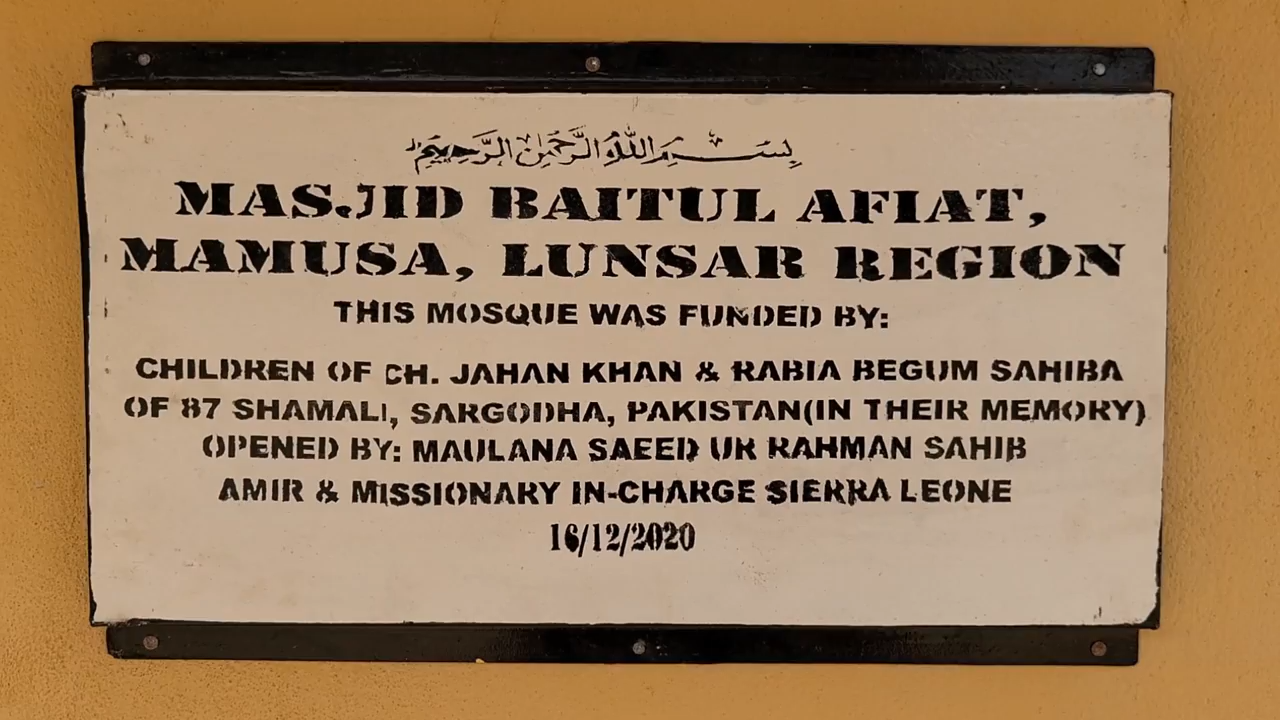 بِسْمِ اللهِ الرَّحْمٰنِ الرَّحِيْمِ
MASJID BAITUL AFIAT,
MAMUSA, LUNSAR REGION
THIS MOSQUE WAS FUNDED BY:
CHILDREN OF CH. JAHAN KHAN & RABIA BEGUM SAHIBA
OF 87 SHAMALI, SARGODHA, PAKISTAN(IN THEIR MEMORY)
OPENED BY: MAULANA SAEED UR RAHMAN SAHIB
AMIR & MISSIONARY IN-CHARGE SIERRA LEONE
16/12/2020